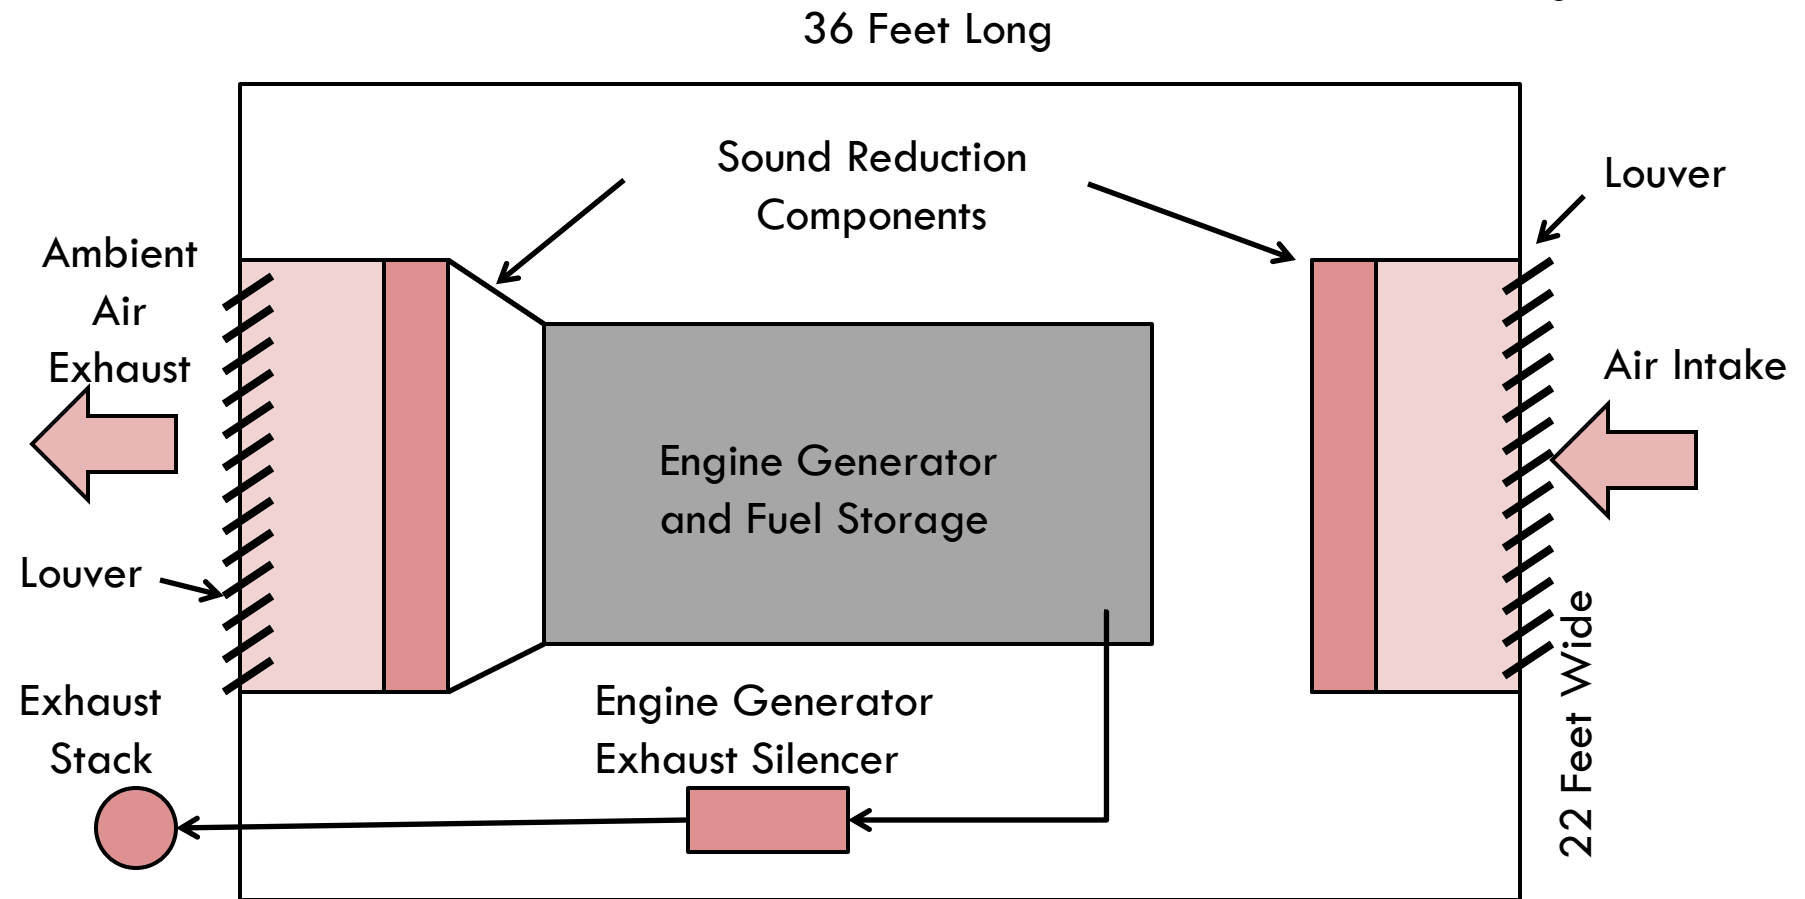 36 Feet Long
Sound Reduction
Components
Louver
Ambient
Air
Exhaust
Air Intake
Engine Generator
and Fuel Storage
Louver
22 Feet Wide
Exhaust
Stack
Engine Generator
Exhaust Silencer